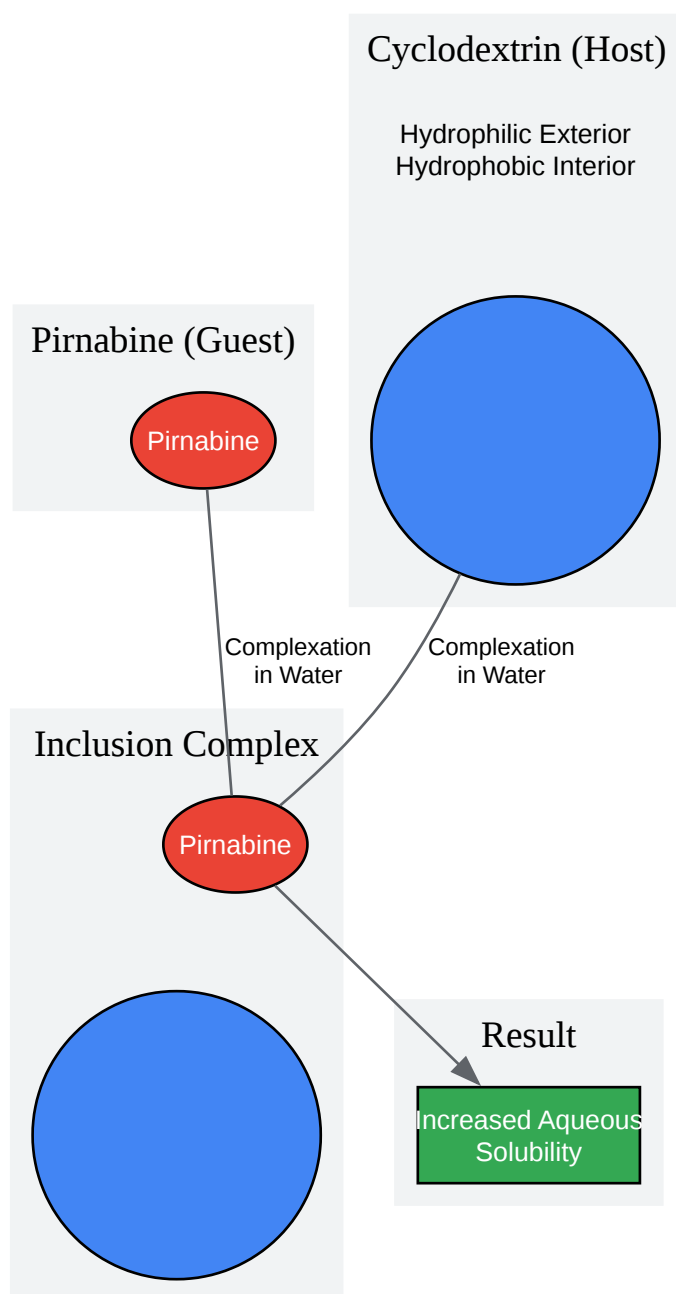 Cyclodextrin (Host)
Hydrophilic Exterior
Hydrophobic Interior
Pirnabine (Guest)
Pirnabine
Complexation
in Water
Complexation
in Water
Inclusion Complex
Pirnabine
Result
Increased Aqueous
Solubility